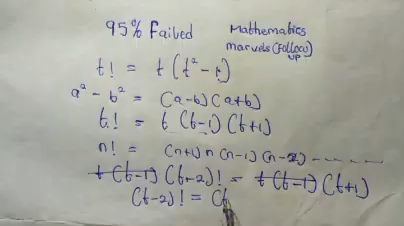 95% Failed
Mathematics
marvels (Follow
up
t! = t(t² - 1)
a² - b² = (a-b)(a+b)
t! = t(t-1)(t+1)
n! = (n+1)n(n-1)(n-2) -------
t(t-1)(t-2)! = t(t-1)(t+1)
(t-2)! = (t